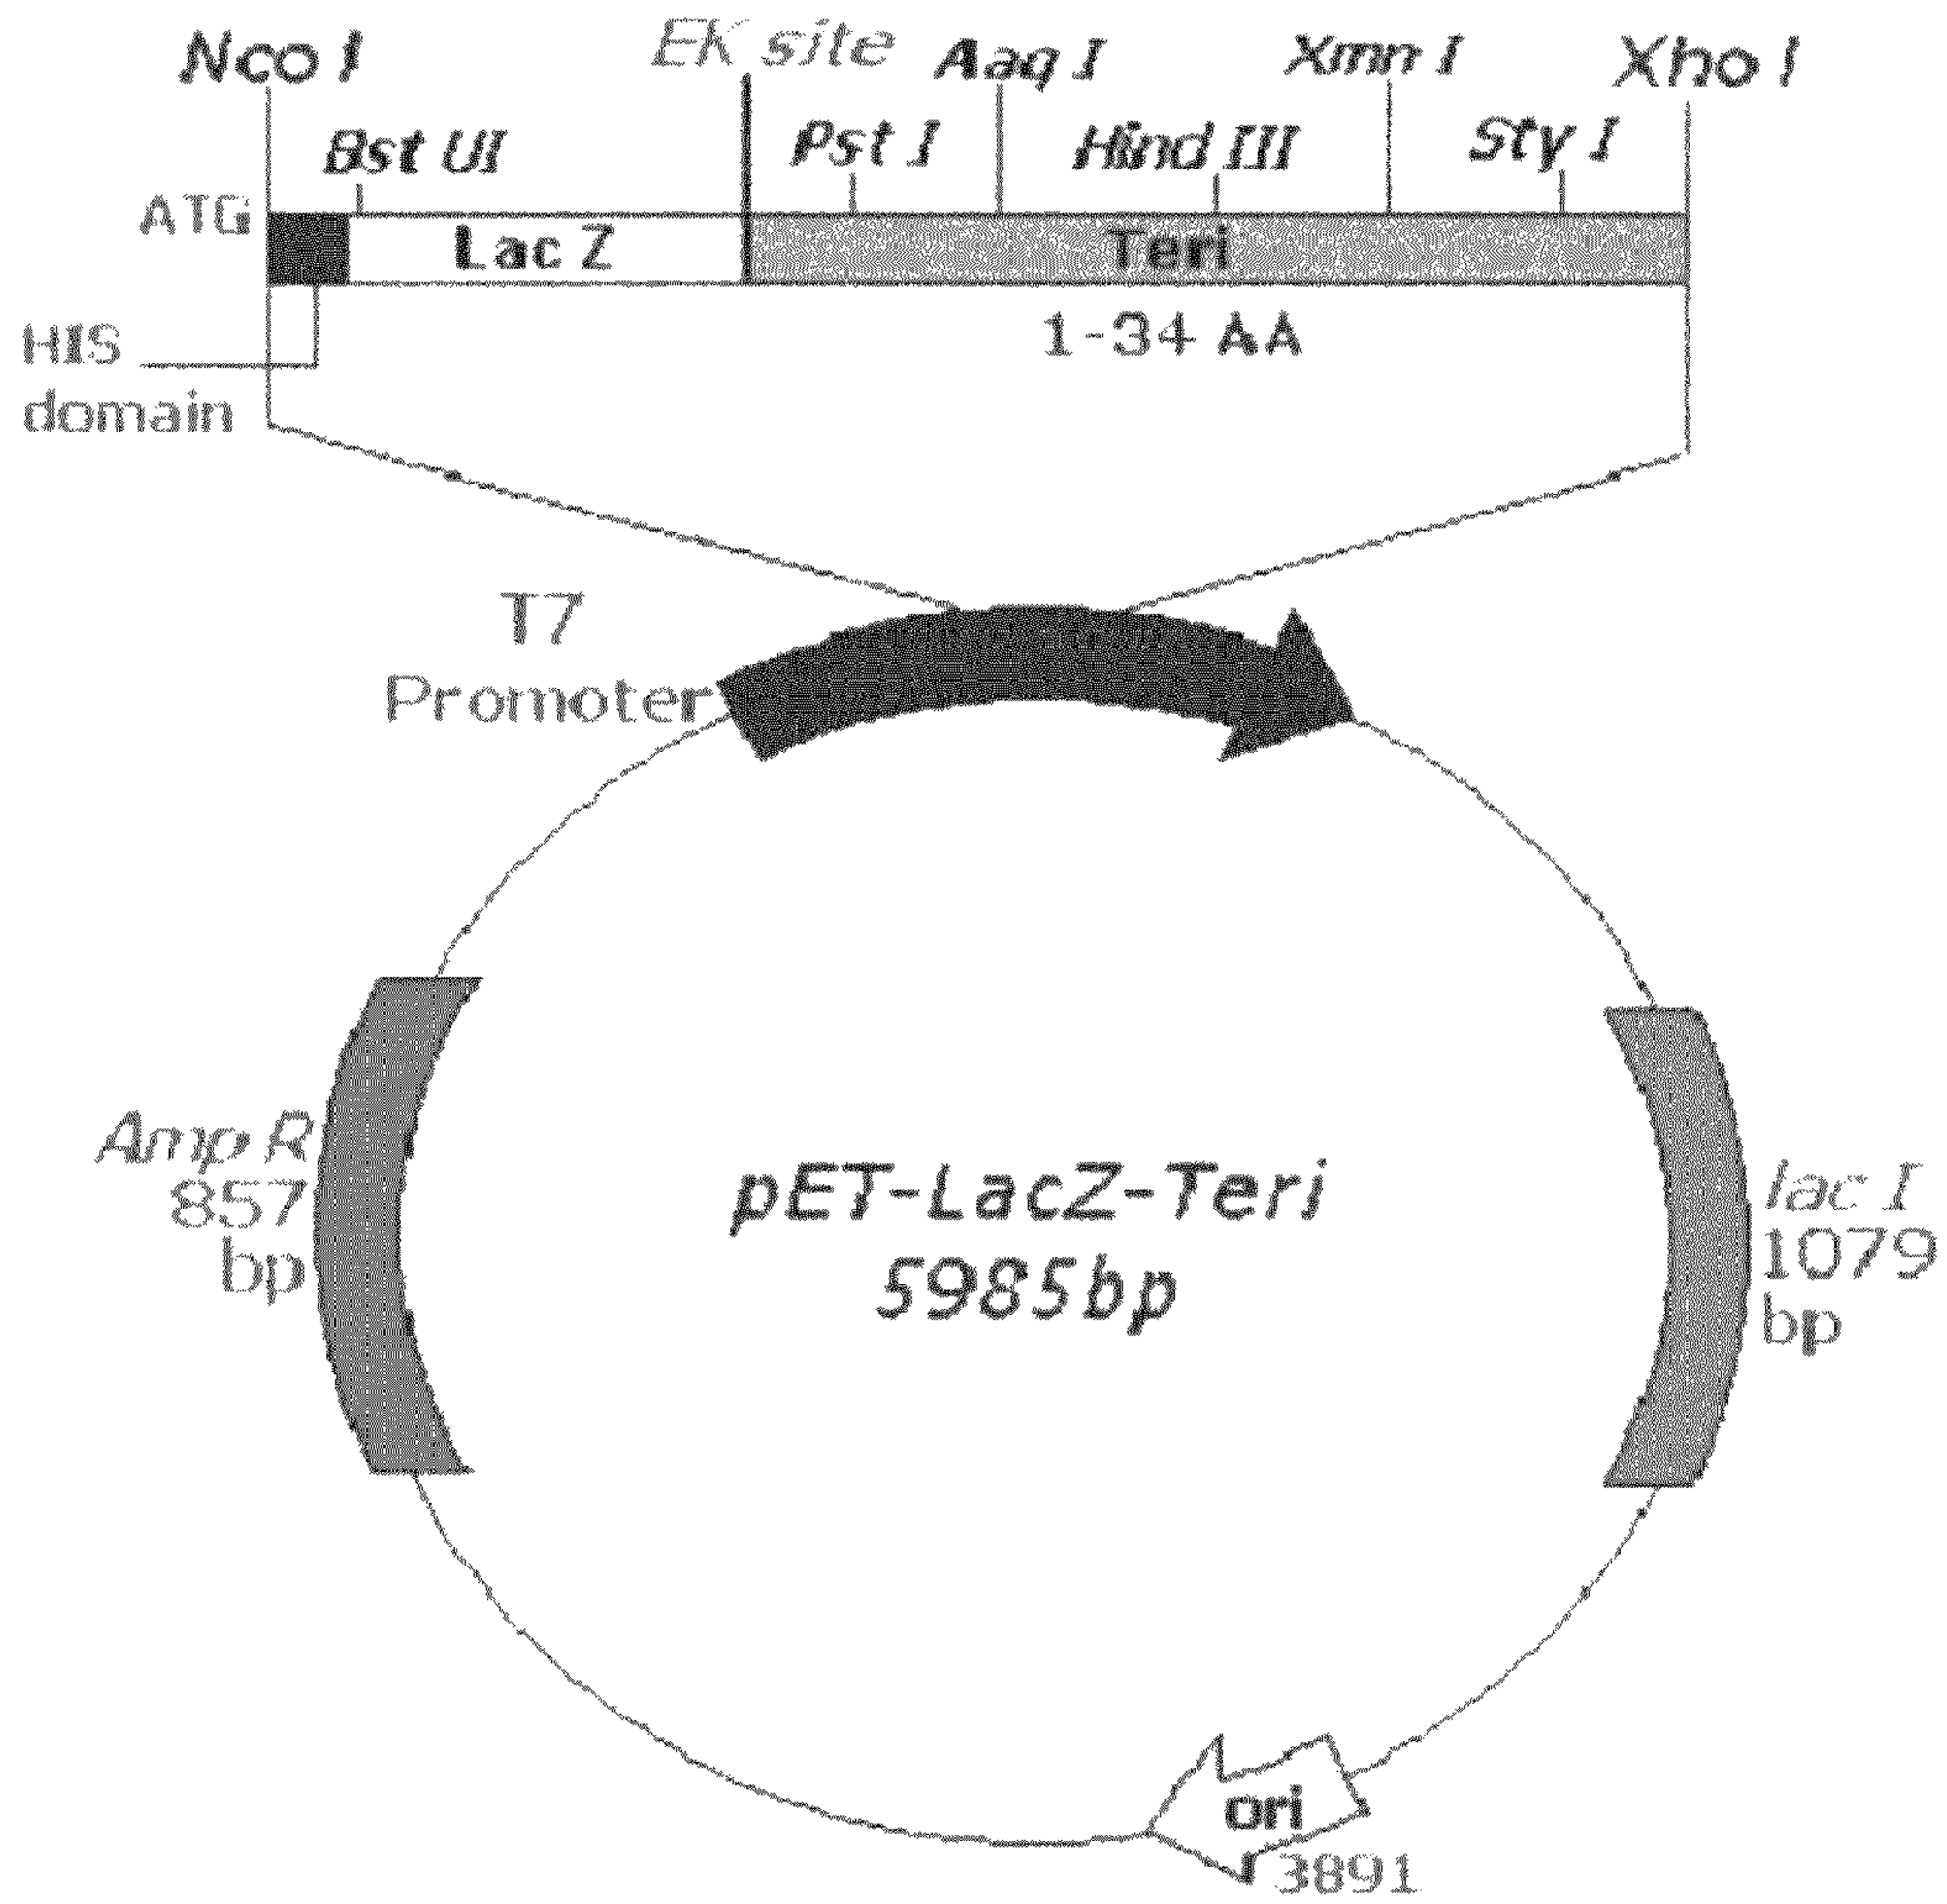 Nco I
EK site
Aaq I
Xmn I
Xho I
Bst UI
Pst I
Hind III
Sty I
ATG
Lac Z
Teri
1-34 AA
HIS
domain
T7
Promoter
Amp R
857
bp
pET-LacZ-Teri
5985bp
lac I
1079
bp
ori
3891